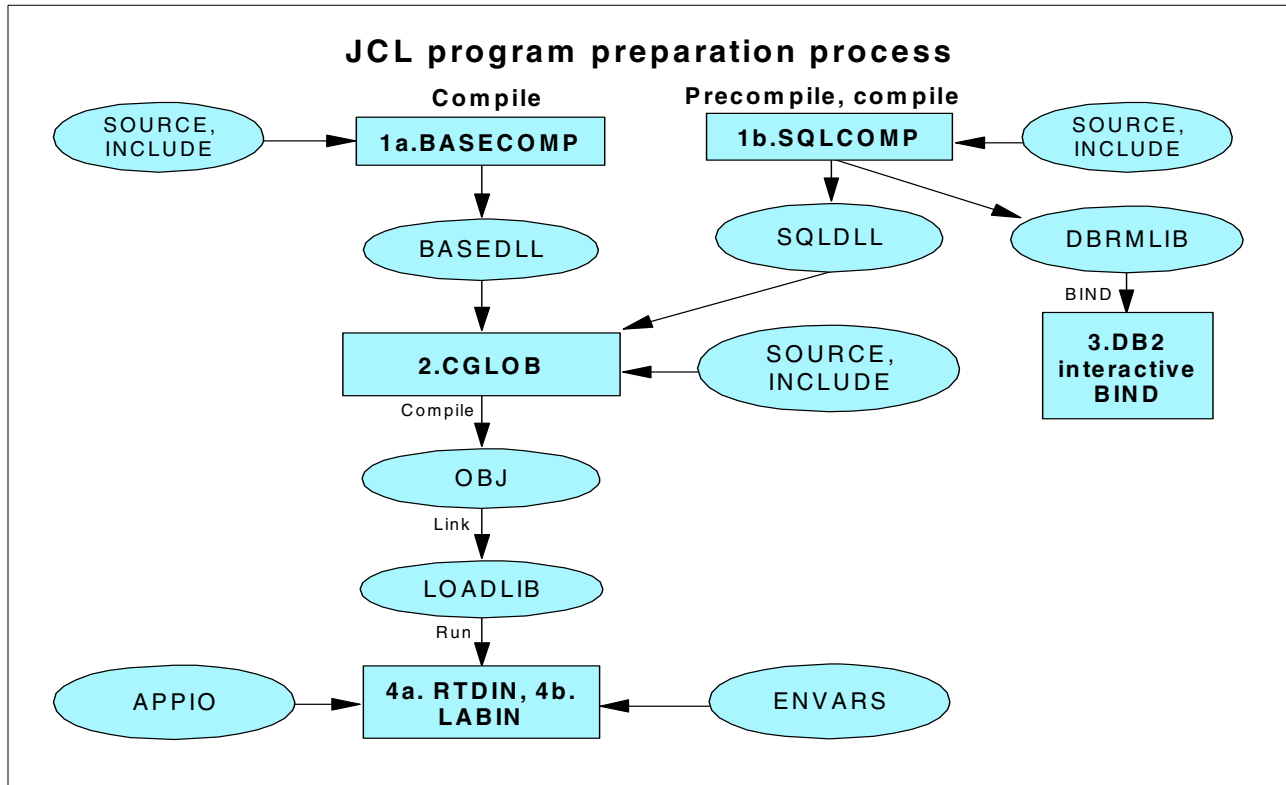 JCL program preparation process
Compile
Precompile, compile
SOURCE,
INCLUDE
1a.BASECOMP
1b.SQLCOMP
SOURCE,
INCLUDE
BASEDLL
SQLDLL
DBRMLIB
BIND
2.CGLOB
SOURCE,
INCLUDE
3.DB2
interactive
BIND
Compile
OBJ
Link
LOADLIB
Run
APPIO
4a. RTDIN, 4b.
LABIN
ENVARS